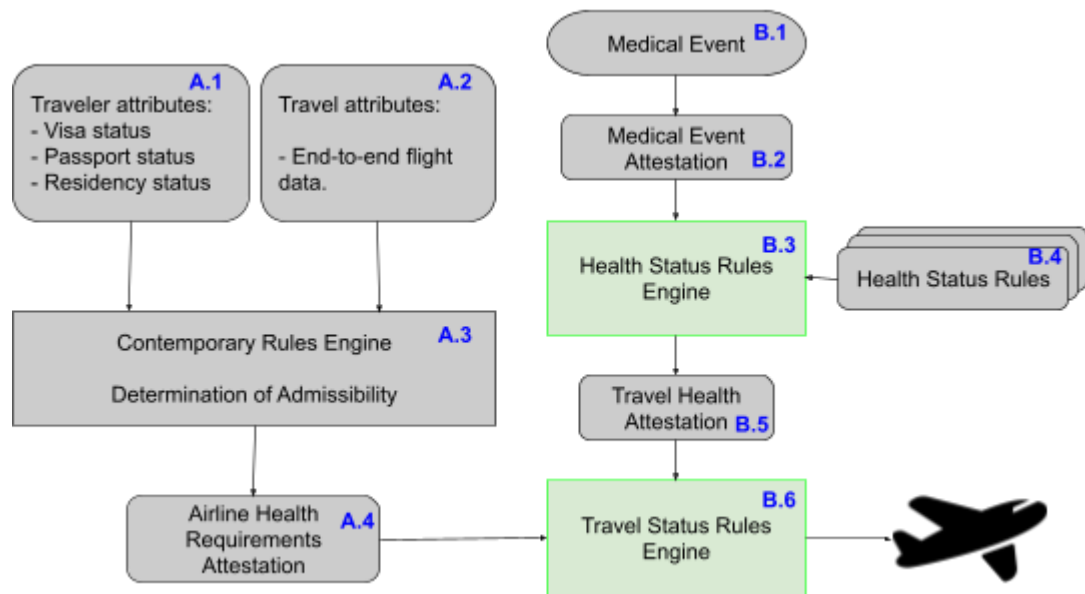 A.1
Traveler attributes:
- Visa status
- Passport status
- Residency status
A.2
Travel attributes:
- End-to-end flight
data.
A.3
Contemporary Rules Engine
Determination of Admissibility
A.4
Airline Health
Requirements
Attestation
B.1
Medical Event
Medical Event
Attestation
B.2
B.3
Health Status Rules
Engine
B.4
Health Status Rules
Travel Health
Attestation
B.5
B.6
Travel Status Rules
Engine